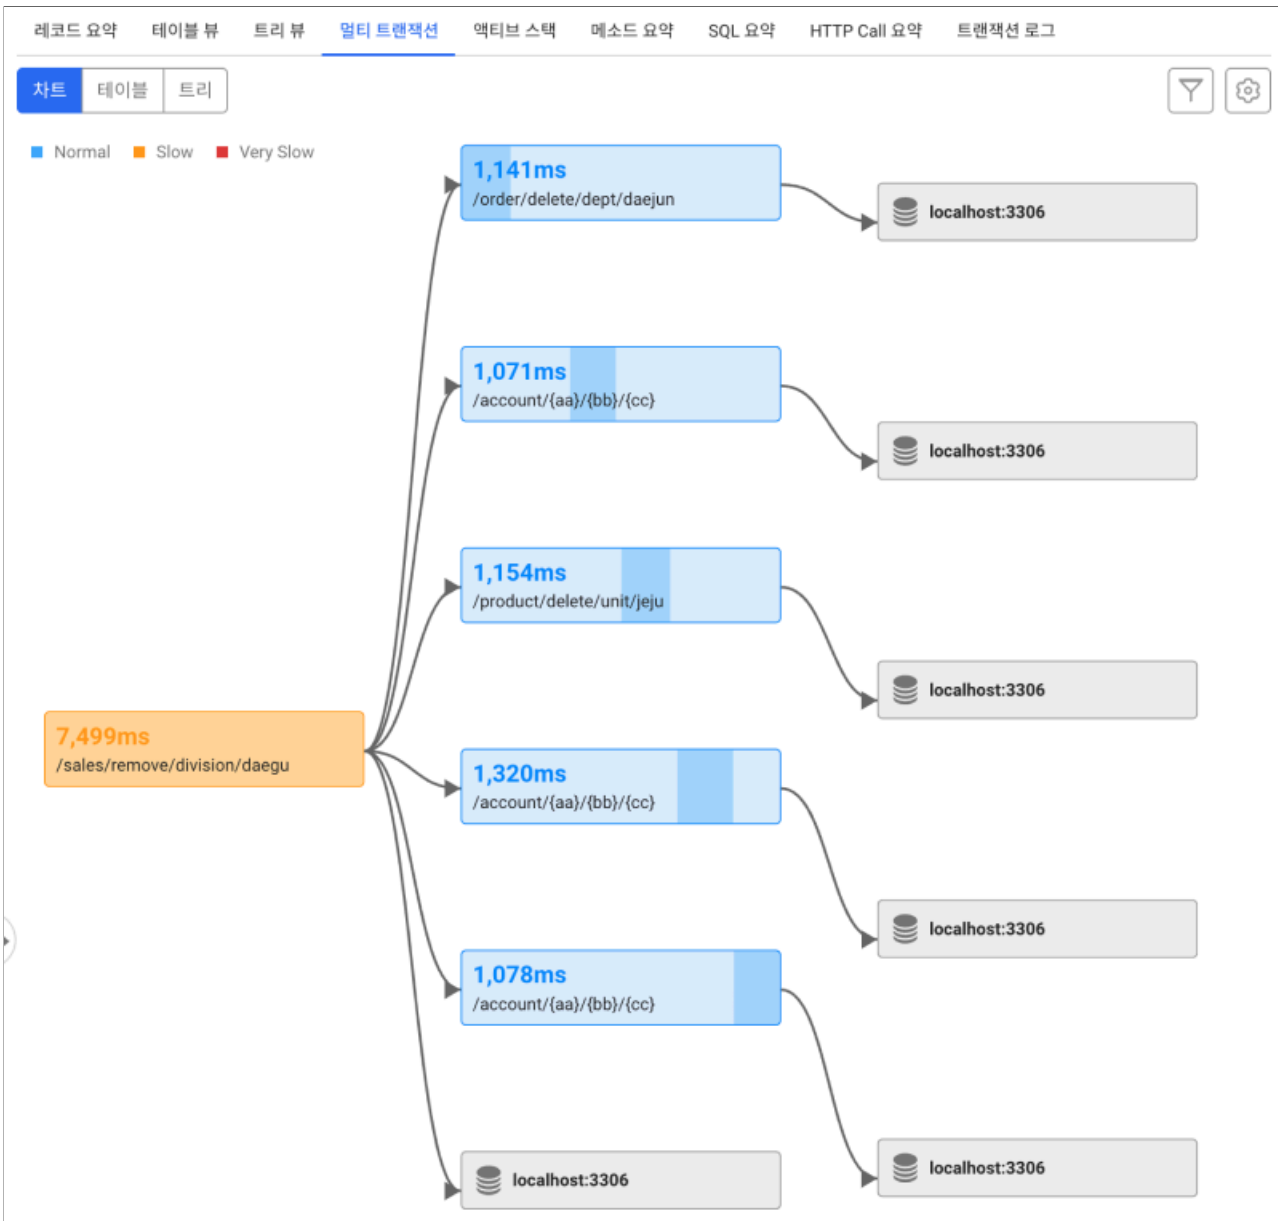 레코드 요약 테이블 뷰 트리 뷰 멀티 트랜잭션 액티브 스택 메소드 요약 SQL 요약 HTTP Call 요약 트랜잭션 로그
차트 테이블 트리
Normal Slow Very Slow
1,141ms
/order/delete/dept/daejun
localhost:3306
1,071ms
/account/{aa}/{bb}/{cc}
localhost:3306
1,154ms
/product/delete/unit/jeju
localhost:3306
7,499ms
/sales/remove/division/daegu
1,320ms
/account/{aa}/{bb}/{cc}
localhost:3306
1,078ms
/account/{aa}/{bb}/{cc}
localhost:3306
localhost:3306